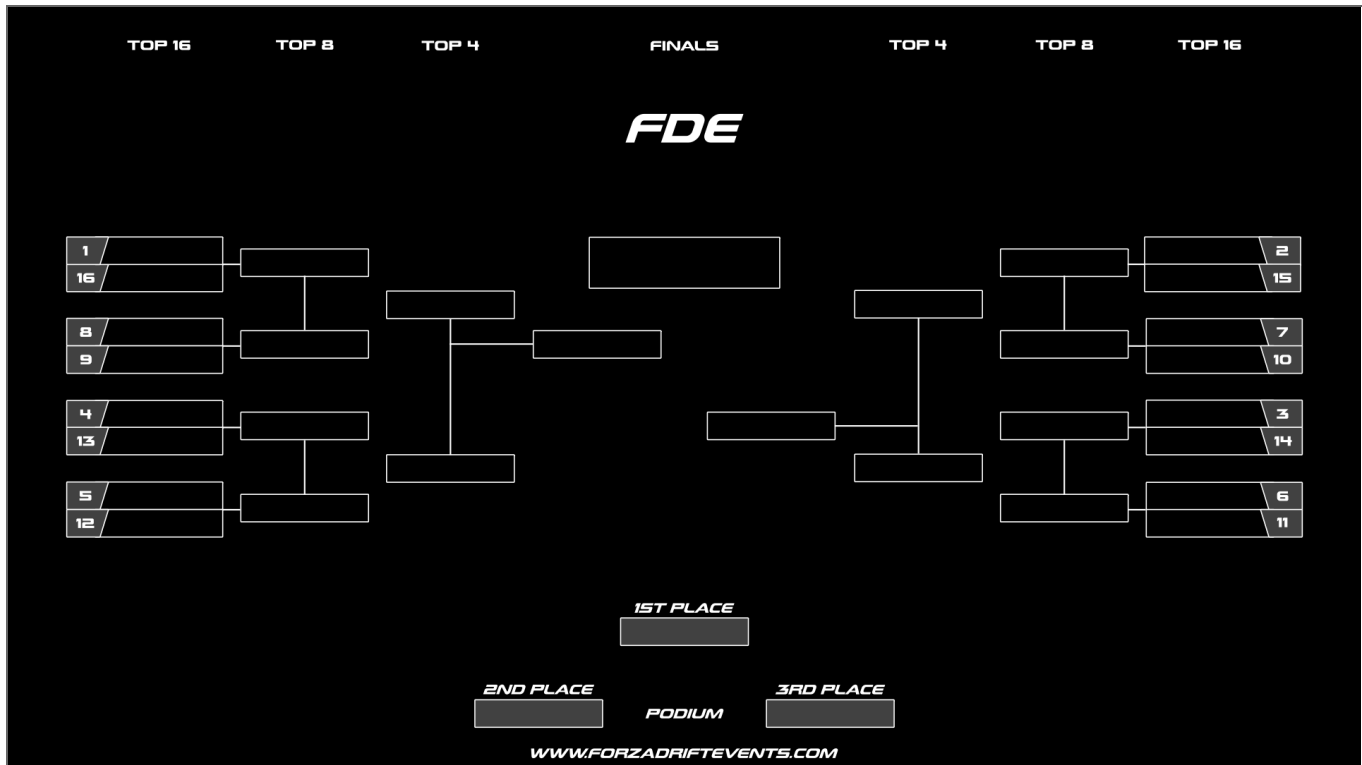 TOP 16 TOP 8 TOP 4 FINALS TOP 4 TOP 8 TOP 16
FDE
1 2
16 15
8 7
9 10
4 3
13 14
5 6
12 11
1ST PLACE
2ND PLACE 3RD PLACE
PODIUM
WWW.FORZADRIFTEVENTS.COM